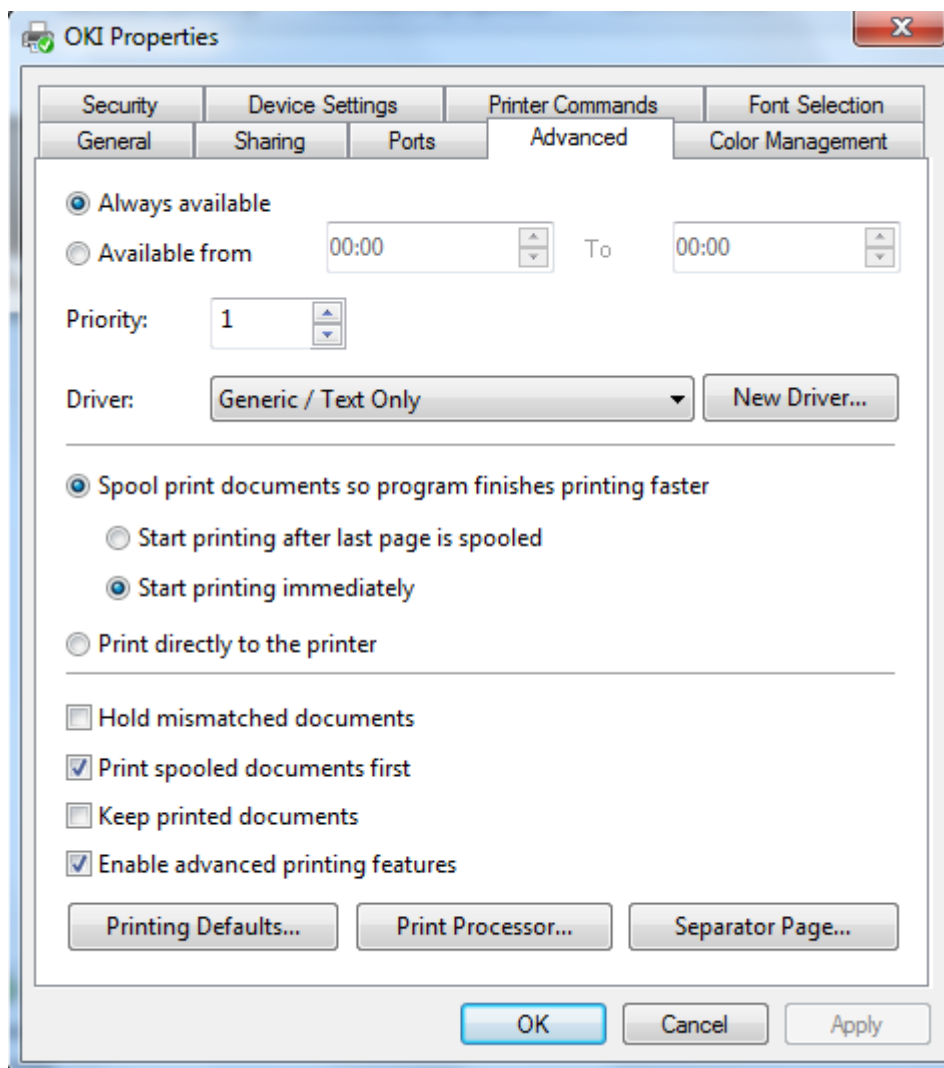 OKI Properties
Security Device Settings Printer Commands Font Selection
General Sharing Ports Advanced Color Management
Always available
Available from 00:00 To 00:00
Priority: 1
Driver: Generic / Text Only New Driver...
Spool print documents so program finishes printing faster
Start printing after last page is spooled
Start printing immediately
Print directly to the printer
Hold mismatched documents
Print spooled documents first
Keep printed documents
Enable advanced printing features
Printing Defaults... Print Processor... Separator Page...
OK Cancel Apply